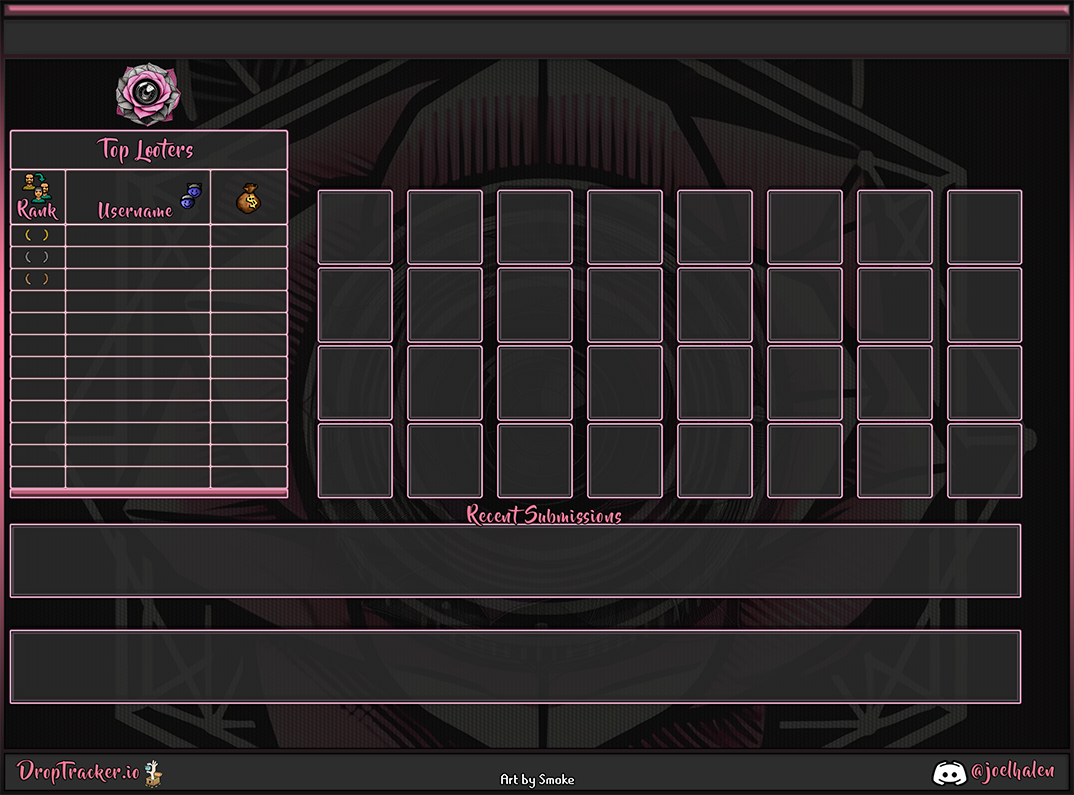 Top Looters
Rank
Username
$
( )
( )
( )
Recent Submissions
DropTracker.io
Art by Smoke
@joelhalen